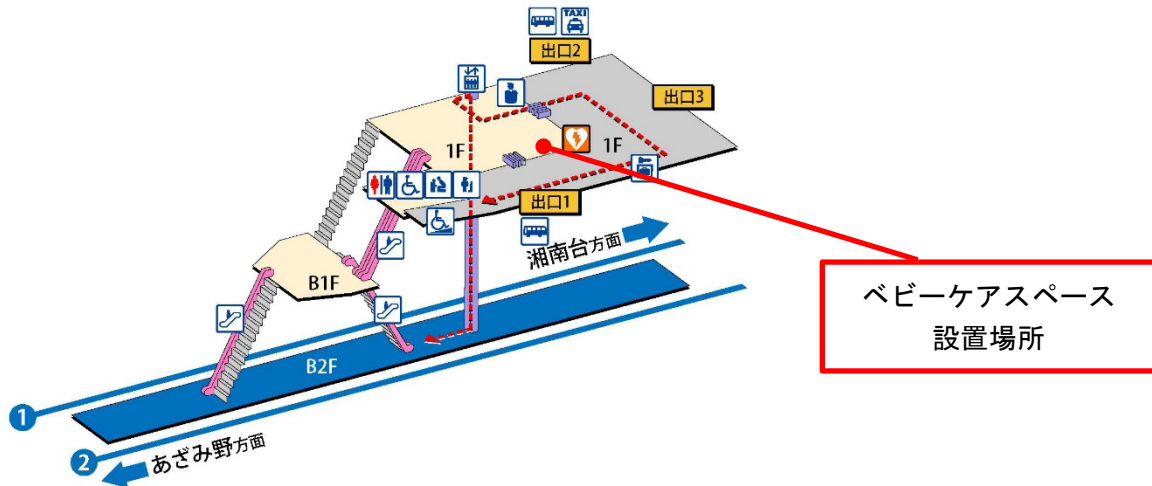 TAXI
出口2
出口3
1F
1F
出口1
湘南台方面
B1F
ベビーケアスペース
設置場所
B2F
1
2
あざみ野方面